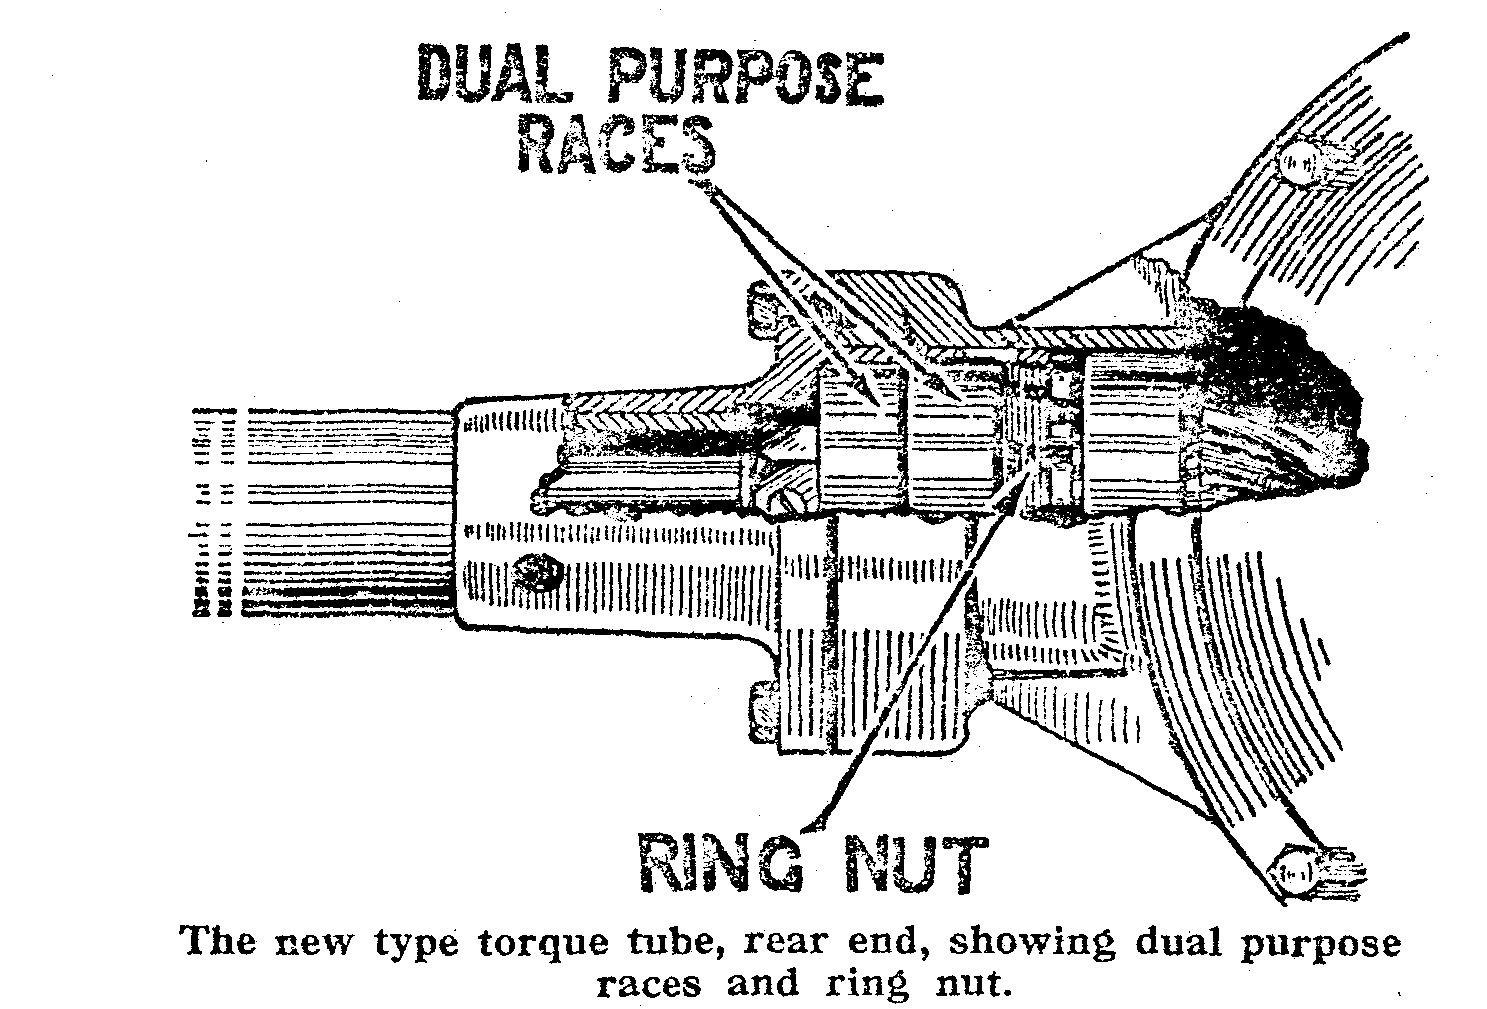 DUAL PURPOSE
RACES
RING NUT
The new type torque tube, rear end, showing dual purpose
races and ring nut.